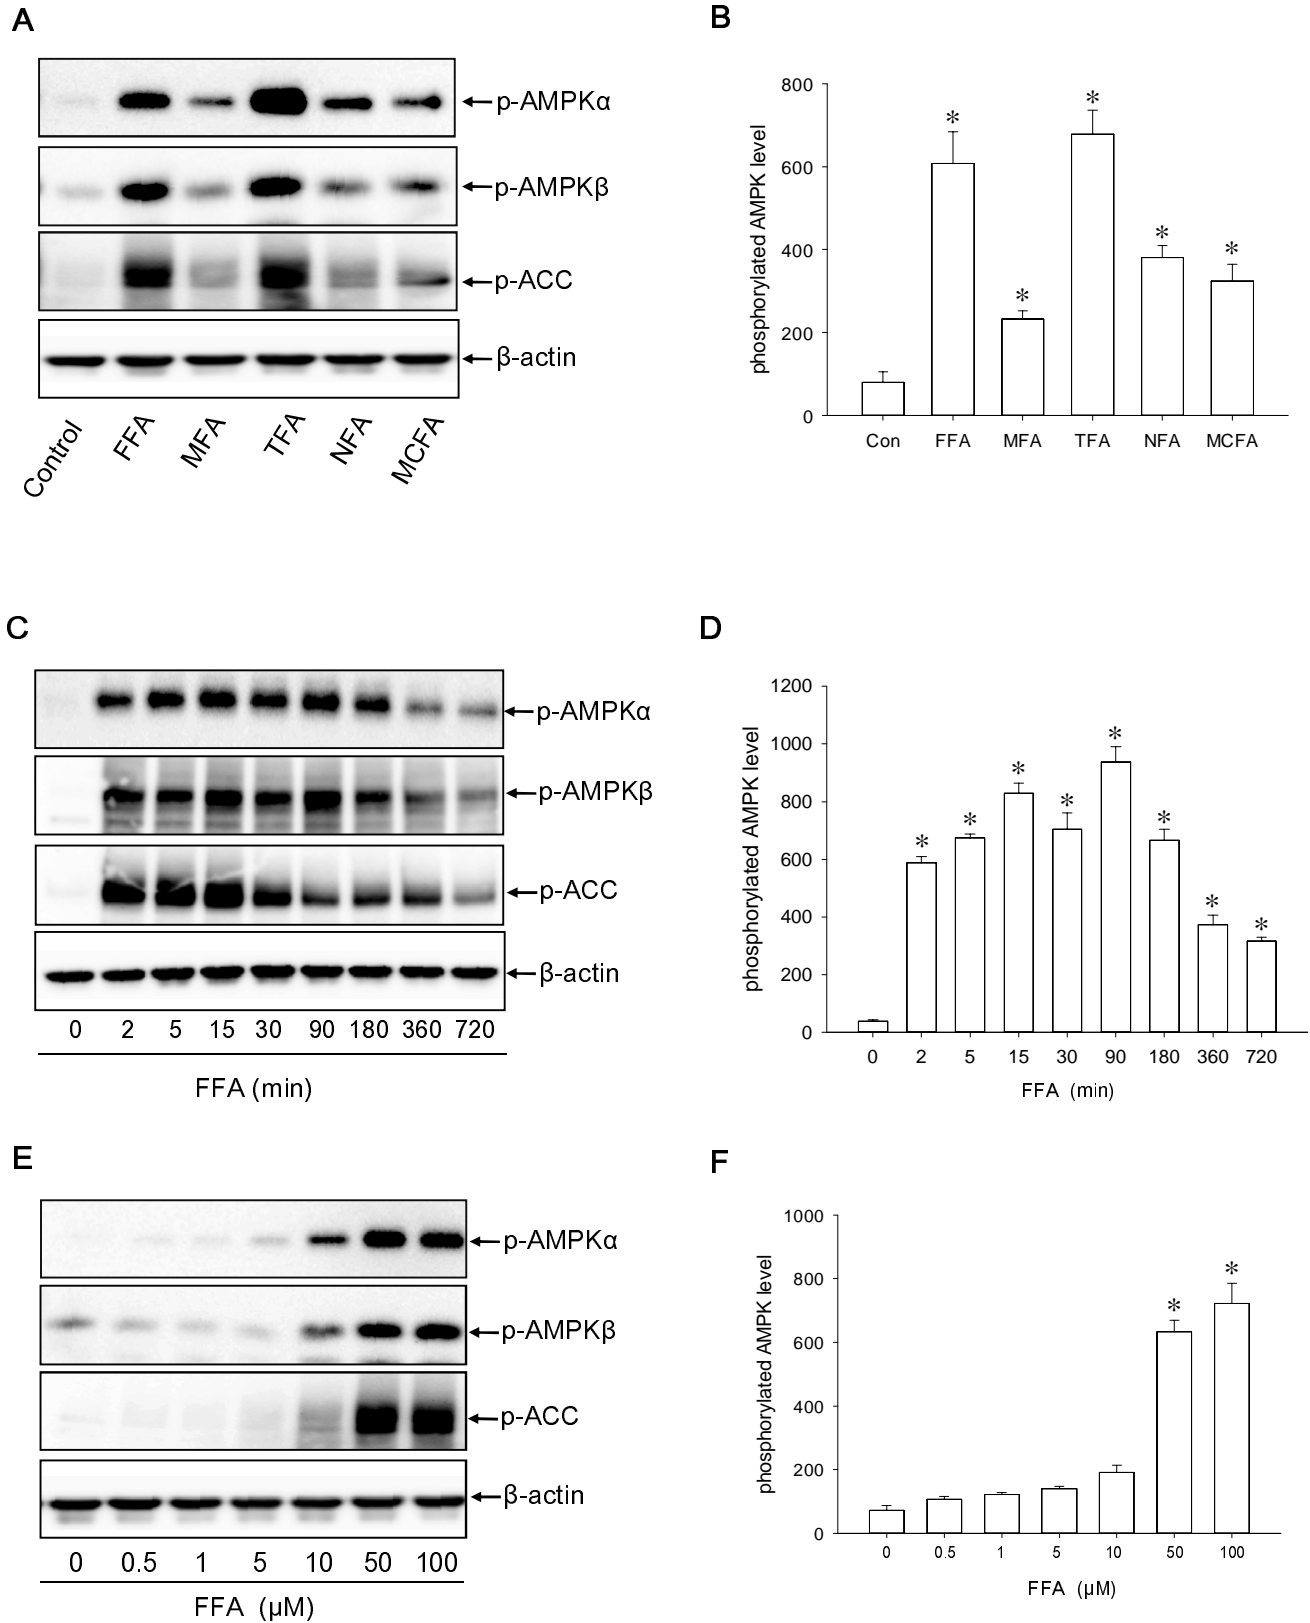 A
p-AMPKα
p-AMPKβ
p-ACC
β-actin
Control FFA MFA TFA NFA MCFA
B
phosphorylated AMPK level
800
600
400
200
0
* * * * *
Con FFA MFA TFA NFA MCFA
C
p-AMPKα
p-AMPKβ
p-ACC
β-actin
0 2 5 15 30 90 180 360 720
FFA (min)
D
phosphorylated AMPK level
1200
1000
800
600
400
200
0
* * * * * * * *
0 2 5 15 30 90 180 360 720
FFA (min)
E
p-AMPKα
p-AMPKβ
p-ACC
β-actin
0 0.5 1 5 10 50 100
FFA (μM)
F
phosphorylated AMPK level
1000
800
600
400
200
0
* *
0 0.5 1 5 10 50 100
FFA (μM)